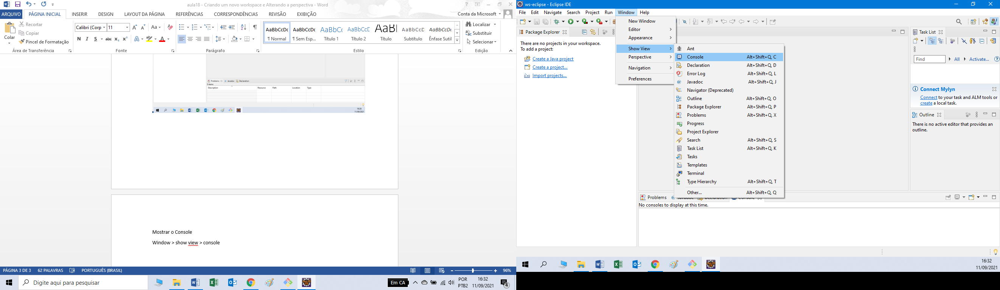 aula18 - Criando um novo workspace e Alterando a perspectiva - Word
ARQUIVO PÁGINA INICIAL INSERIR DESIGN LAYOUT DA PÁGINA REFERÊNCIAS CORRESPONDÊNCIAS REVISÃO EXIBIÇÃO Conta da Microsoft
Colar
Recortar
Copiar
Pincel de Formatação
Área de Transferência
Calibri (Corp 11
N I S abc x₂ x²
Fonte
Parágrafo
AaBbCcDc AaBbCcDc AaBbCc AaBbCcD AaBl AaBbCcD AaBbCcDc
¶ Normal ¶ Sem Esp... Título 1 Título 2 Título Subtítulo Ênfase Sutil
Estilo
Localizar
Substituir
Selecionar
Edição
Problems Javadoc Declaration
0 items
Description Resource Path Location Type
16:28
11/09/2021
Mostrar o Console
Window > show view > console
PÁGINA 3 DE 3 62 PALAVRAS PORTUGUÊS (BRASIL) 96%
Digite aqui para pesquisar
Em CA
POR
PTB2
16:32
11/09/2021
4
ws-eclipse - Eclipse IDE
File Edit Navigate Search Project Run Window Help
Package Explorer
There are no projects in your workspace.
To add a project:
Create a Java project
Create a project...
Import projects...
New Window
Editor
Appearance
Show View
Perspective
Navigation
Preferences
Ant
Console Alt+Shift+Q, C
Declaration Alt+Shift+Q, D
Error Log Alt+Shift+Q, L
Javadoc Alt+Shift+Q, J
Navigator (Deprecated)
Outline Alt+Shift+Q, O
Package Explorer Alt+Shift+Q, P
Problems Alt+Shift+Q, X
Progress
Project Explorer
Search Alt+Shift+Q, S
Task List Alt+Shift+Q, K
Tasks
Templates
Terminal
Type Hierarchy Alt+Shift+Q, T
Other... Alt+Shift+Q, Q
Task List
Find All Activate...
Connect Mylyn
Connect to your task and ALM tools or
create a local task.
Outline
There is no active editor that provides an
outline.
Problems Javadoc Declaration Console
No consoles to display at this time.
16:32
11/09/2021